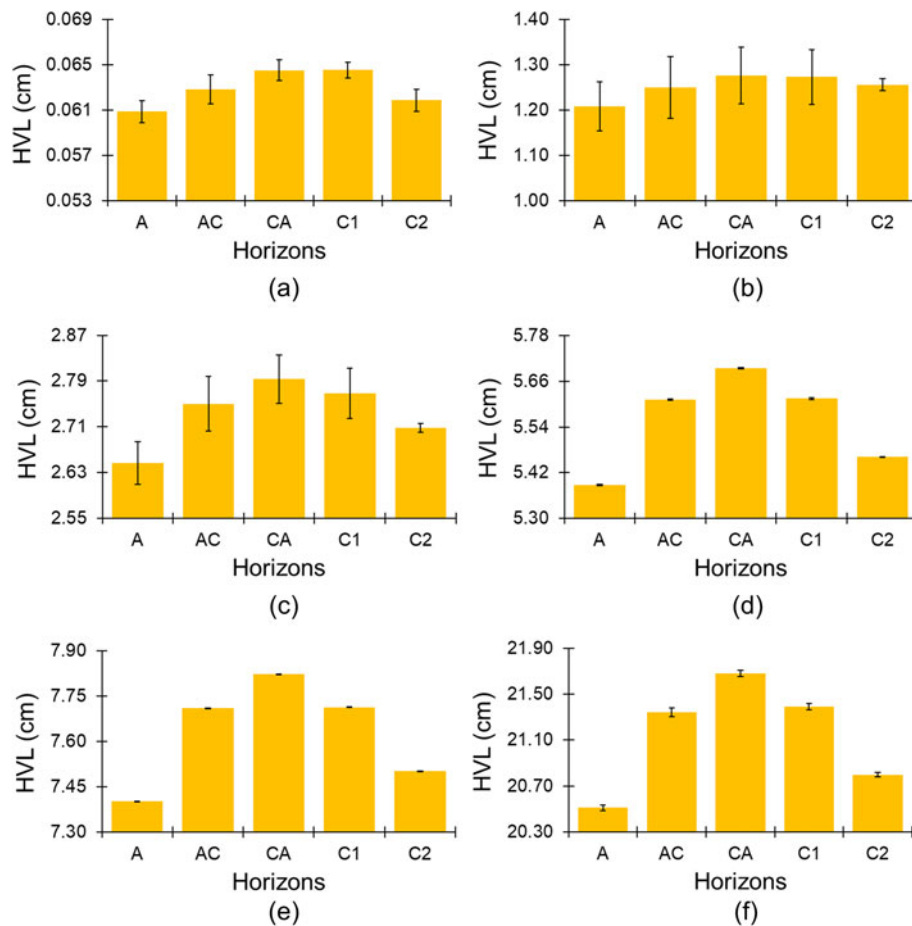 HVL (cm)
0.069
0.065
0.061
0.057
0.053
A AC CA C1 C2
Horizons
(a)
HVL (cm)
1.40
1.30
1.20
1.10
1.00
A AC CA C1 C2
Horizons
(b)
HVL (cm)
2.87
2.79
2.71
2.63
2.55
A AC CA C1 C2
Horizons
(c)
HVL (cm)
5.78
5.66
5.54
5.42
5.30
A AC CA C1 C2
Horizons
(d)
HVL (cm)
7.90
7.75
7.60
7.45
7.30
A AC CA C1 C2
Horizons
(e)
HVL (cm)
21.90
21.50
21.10
20.70
20.30
A AC CA C1 C2
Horizons
(f)